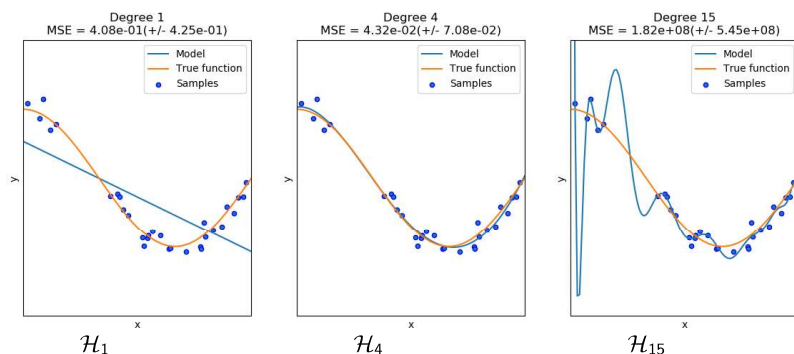 Degree 1
MSE = 4.08e-01(+/- 4.25e-01)
Model
True function
Samples
y
x
Degree 4
MSE = 4.32e-02(+/- 7.08e-02)
Model
True function
Samples
y
x
Degree 15
MSE = 1.82e+08(+/- 5.45e+08)
Model
True function
Samples
y
x
ℋ₁
ℋ₄
ℋ₁₅